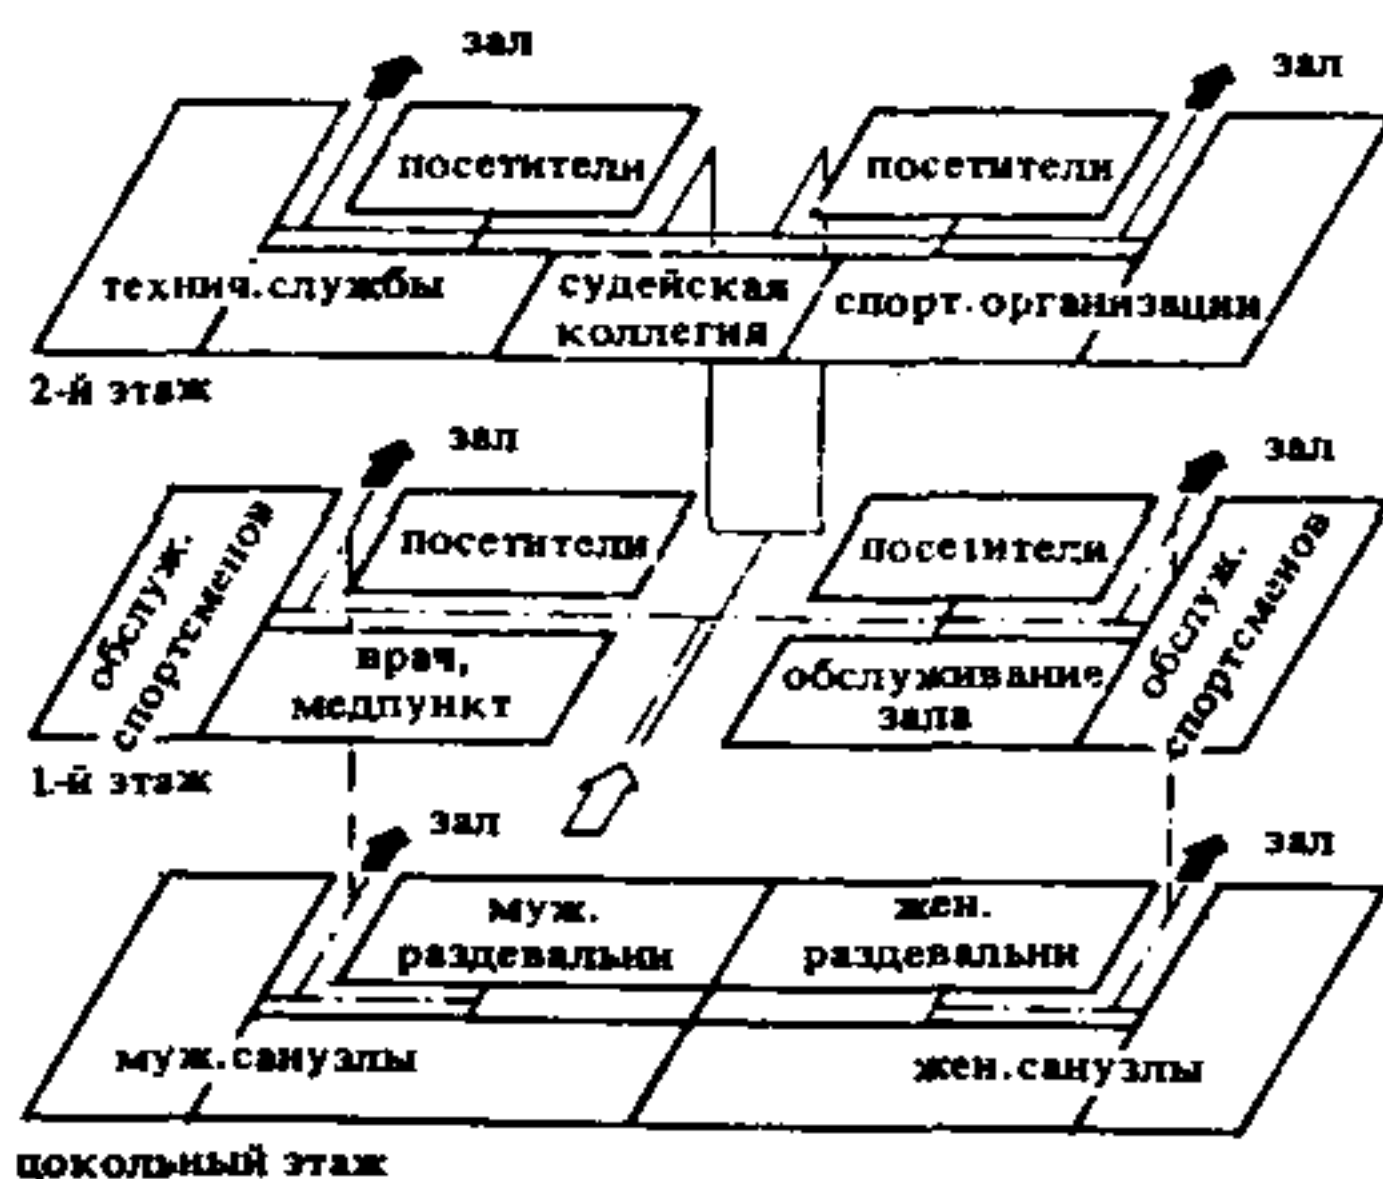 зал
зал
посетители
посетители
технич.службы
судейская
коллегия
спорт.организации
2-й этаж
зал
зал
обслуж.
спортсменов
посетители
посетители
обслуж.
спортсменов
врач,
медпункт
обслуживание
зала
1-й этаж
зал
зал
муж.
раздевальни
жен.
раздевальни
муж.санузлы
жен.санузлы
цокольный этаж